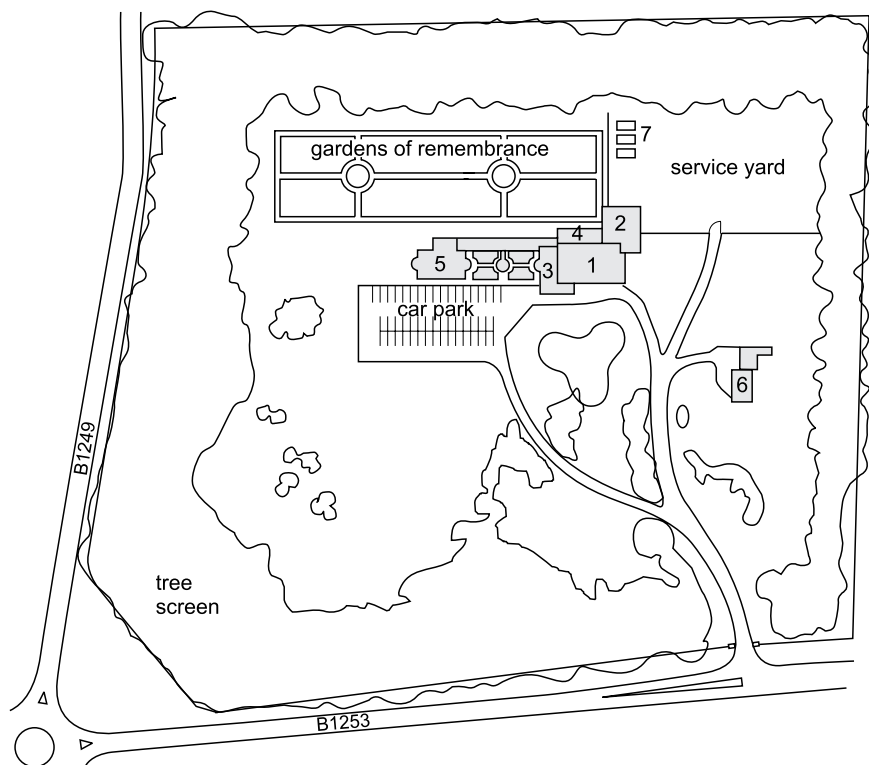 7
gardens of remembrance
service yard
2
4
5
3
1
car park
6
B1249
tree
screen
B1253